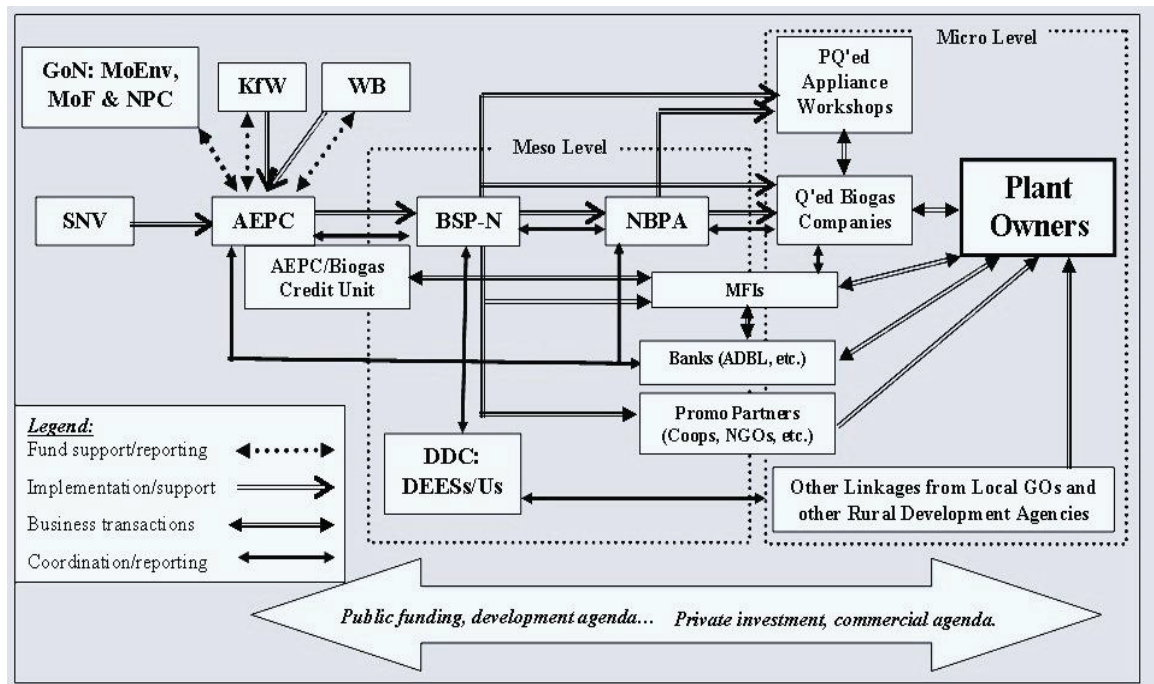 Micro Level
GoN: MoEnv,
MoF & NPC
KfW
WB
PQ'ed
Appliance
Workshops
Meso Level
SNV
AEPC
BSP-N
NBPA
Q'ed Biogas
Companies
Plant
Owners
AEPC/Biogas
Credit Unit
MFIs
Banks (ADBL, etc.)
Promo Partners
(Coops, NGOs, etc.)
DDC:
DEESs/Us
Other Linkages from Local GOs and
other Rural Development Agencies
Legend:
Fund support/reporting
Implementation/support
Business transactions
Coordination/reporting
Public funding, development agenda… Private investment, commercial agenda.